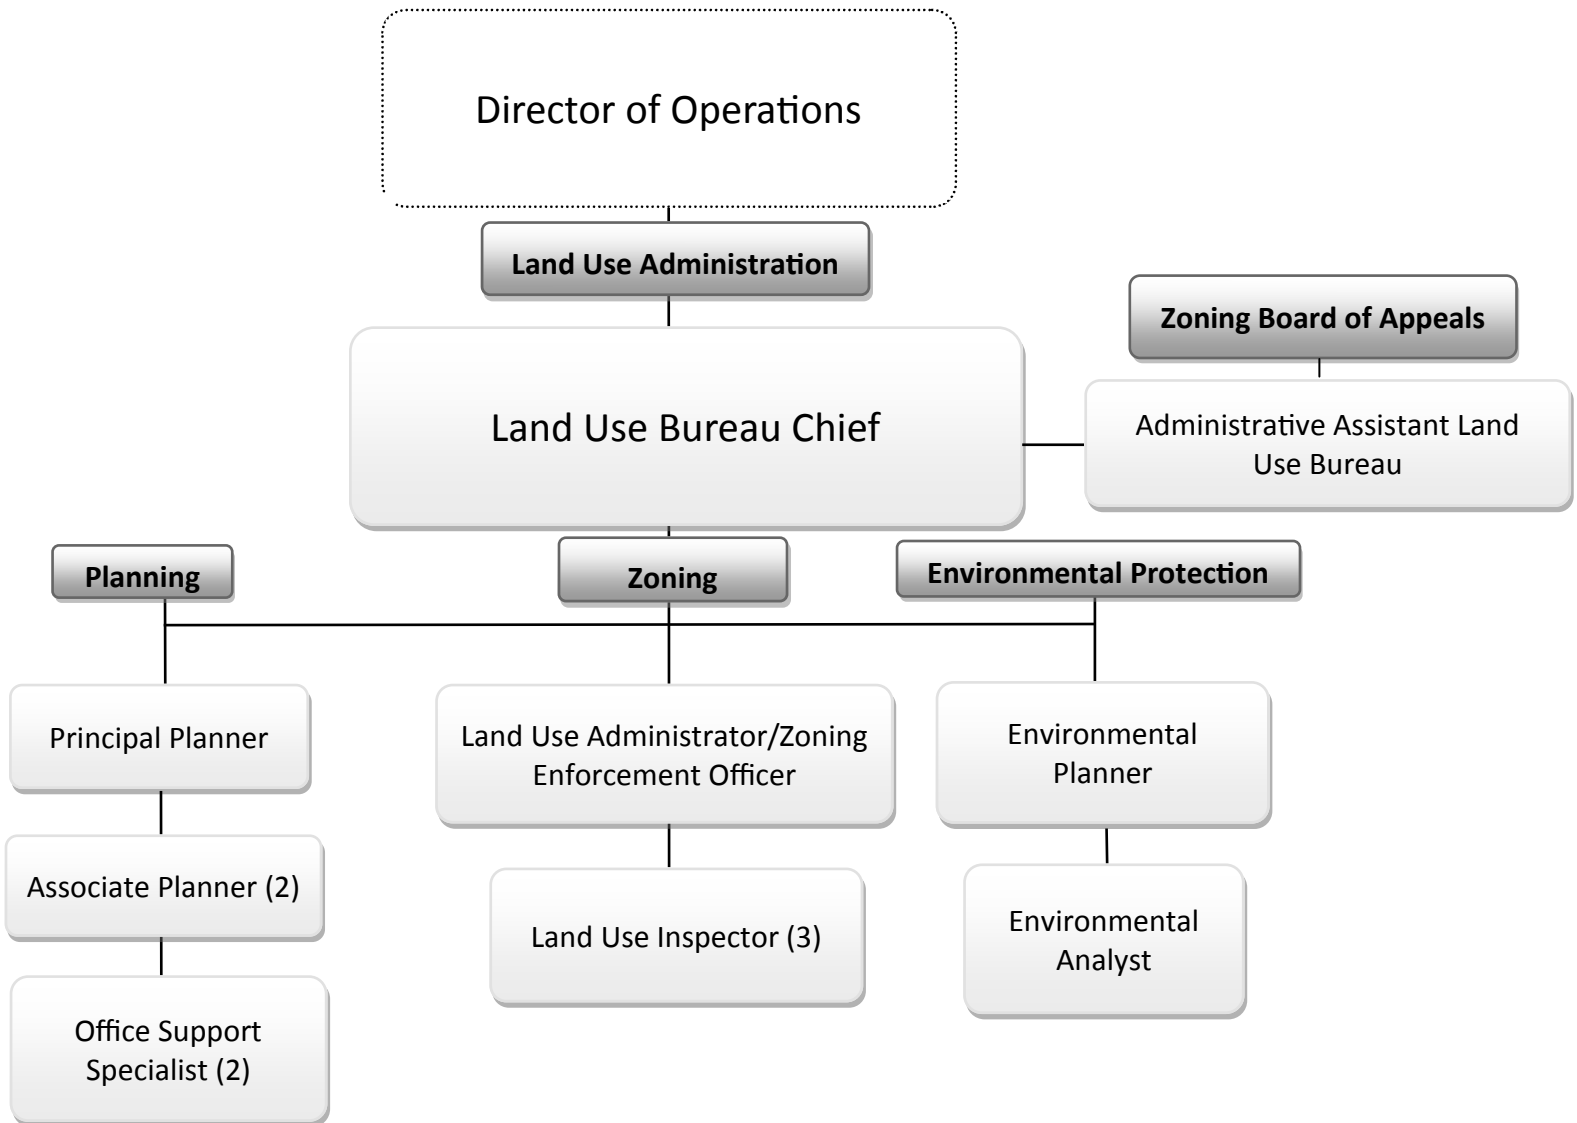 Director of Operations
Land Use Administration
Zoning Board of Appeals
Land Use Bureau Chief
Administrative Assistant Land
Use Bureau
Planning
Zoning
Environmental Protection
Principal Planner
Land Use Administrator/Zoning
Enforcement Officer
Environmental
Planner
Associate Planner (2)
Land Use Inspector (3)
Environmental
Analyst
Office Support
Specialist (2)